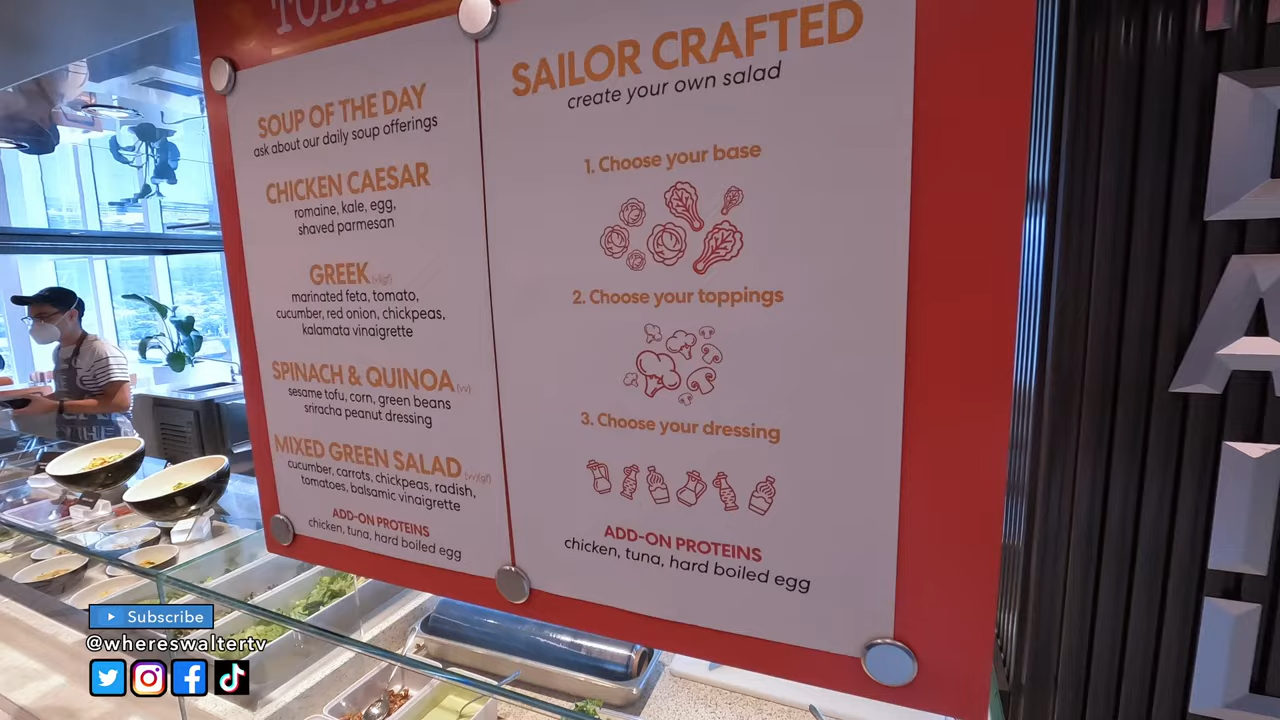 SOUP OF THE DAY
ask about our daily soup offerings
CHICKEN CAESAR
romaine, kale, egg,
shaved parmesan
GREEK (v)(gf)
marinated feta, tomato,
cucumber, red onion, chickpeas,
kalamata vinaigrette
SPINACH & QUINOA (vv)
sesame tofu, corn, green beans
sriracha peanut dressing
MIXED GREEN SALAD (vv)(gf)
cucumber, carrots, chickpeas, radish,
tomatoes, balsamic vinaigrette
ADD-ON PROTEINS
chicken, tuna, hard boiled egg
SAILOR CRAFTED
create your own salad
1. Choose your base
2. Choose your toppings
3. Choose your dressing
ADD-ON PROTEINS
chicken, tuna, hard boiled egg
Subscribe
@whereswaltertv